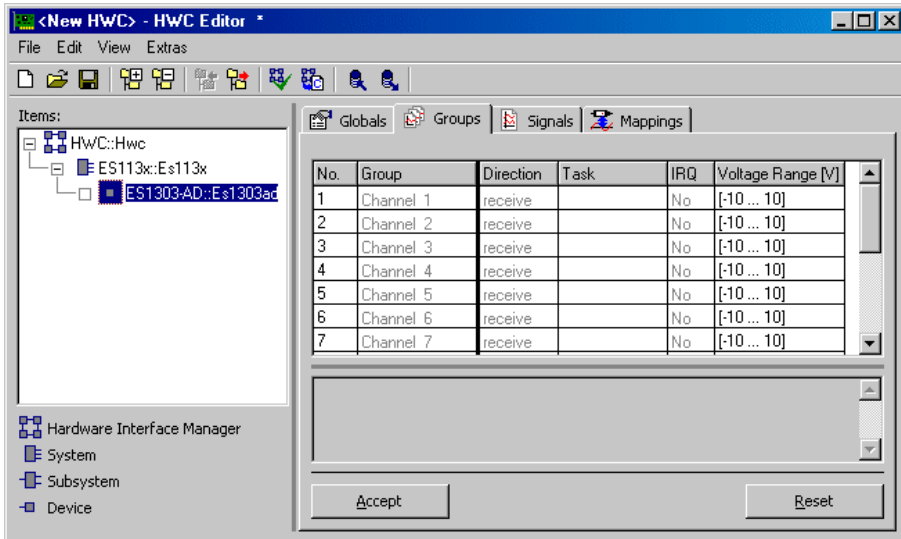 <New HWC> - HWC Editor *
File Edit View Extras
Items:
HWC::Hwc
ES113x::Es113x
ES1303-AD::Es1303ad
Hardware Interface Manager
System
Subsystem
Device
Globals Groups Signals Mappings
No. Group Direction Task IRQ Voltage Range [V]
1 Channel 1 receive No [-10 ... 10]
2 Channel 2 receive No [-10 ... 10]
3 Channel 3 receive No [-10 ... 10]
4 Channel 4 receive No [-10 ... 10]
5 Channel 5 receive No [-10 ... 10]
6 Channel 6 receive No [-10 ... 10]
7 Channel 7 receive No [-10 ... 10]
Accept Reset